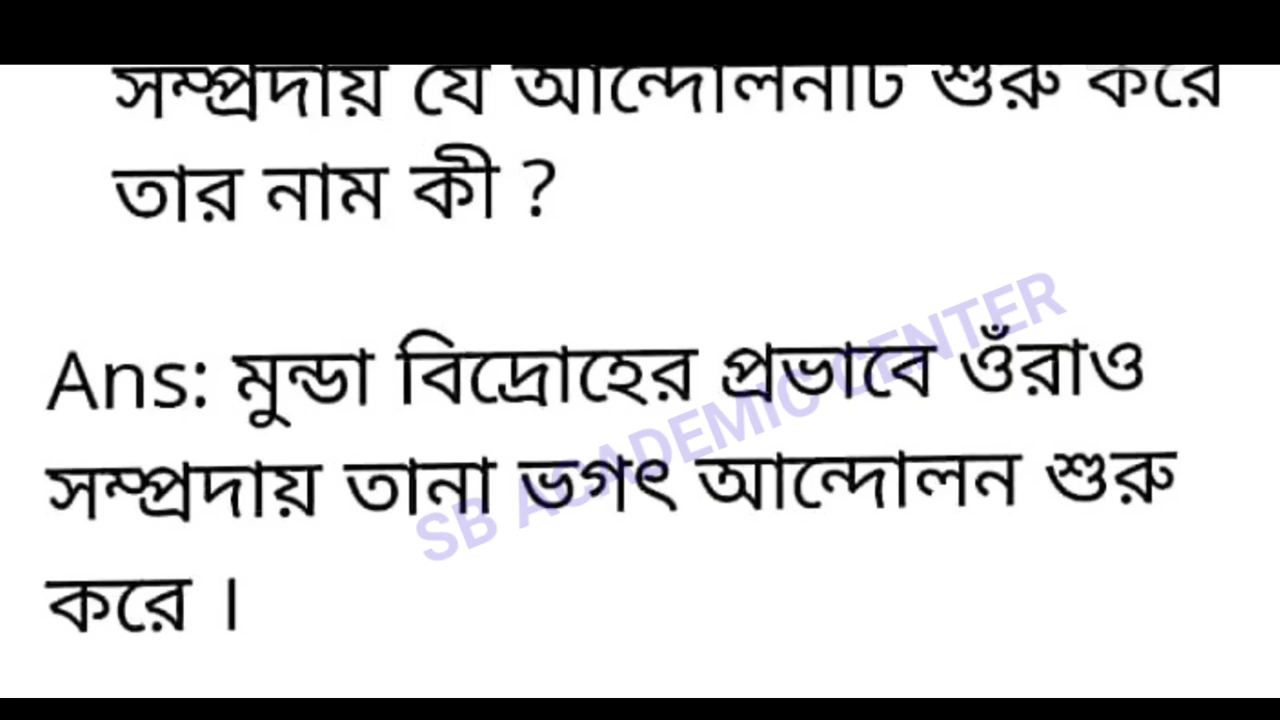 সম্প্রদায় যে আন্দোলনটি শুরু করে
তার নাম কী ?
Ans: মুন্ডা বিদ্রোহের প্রভাবে ওঁরাও
সম্প্রদায় তানা ভগৎ আন্দোলন শুরু
করে ।
SB ACADEMIC CENTER